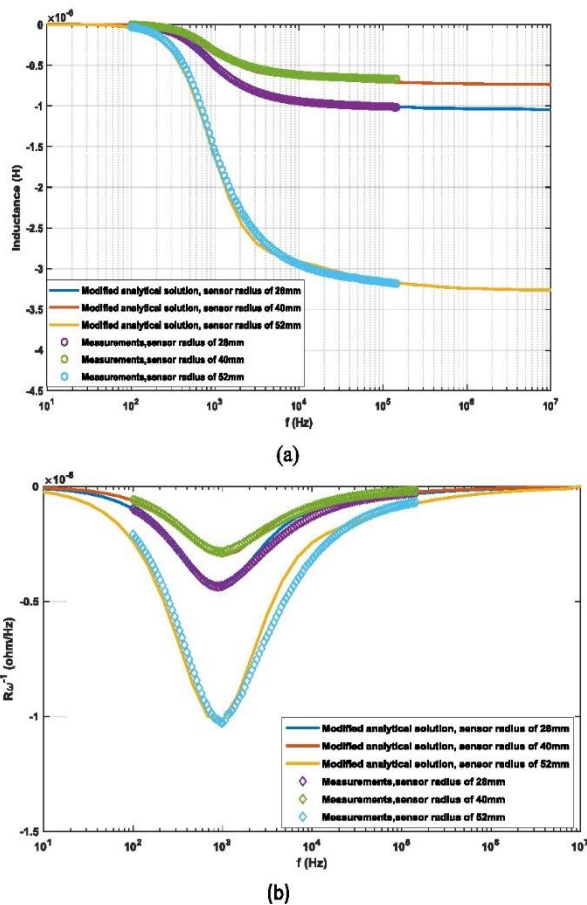 ×10⁻⁶
0
-0.5
-1
-1.5
-2
-2.5
-3
-3.5
-4
-4.5
Inductance (H)
Modified analytical solution, sensor radius of 28mm
Modified analytical solution, sensor radius of 40mm
Modified analytical solution, sensor radius of 52mm
Measurements,sensor radius of 28mm
Measurements,sensor radius of 40mm
Measurements,sensor radius of 52mm
10¹ 10² 10³ 10⁴ 10⁵ 10⁶ 10⁷
f (Hz)
(a)
0
-0.5
-1
-1.5
Rω⁻¹ (ohm/Hz)
Modified analytical solution, sensor radius of 28mm
Modified analytical solution, sensor radius of 40mm
Modified analytical solution, sensor radius of 52mm
Measurements,sensor radius of 28mm
Measurements,sensor radius of 40mm
Measurements,sensor radius of 52mm
10¹ 10² 10³ 10⁴
f (Hz)
(b)